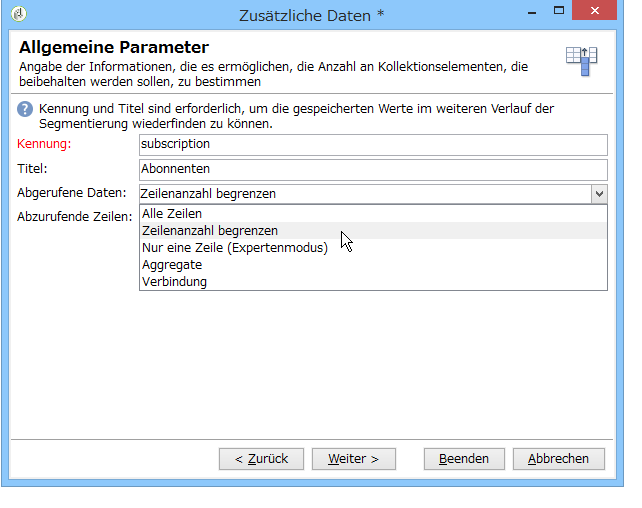 Zusätzliche Daten *
Allgemeine Parameter
Angabe der Informationen, die es ermöglichen, die Anzahl an Kollektionselementen, die
beibehalten werden sollen, zu bestimmen
Kennung und Titel sind erforderlich, um die gespeicherten Werte im weiteren Verlauf der
Segmentierung wiederfinden zu können.
Kennung: subscription
Titel: Abonnenten
Abgerufene Daten: Zeilenanzahl begrenzen
Abzurufende Zeilen:
Alle Zeilen
Zeilenanzahl begrenzen
Nur eine Zeile (Expertenmodus)
Aggregate
Verbindung
< Zurück Weiter > Beenden Abbrechen